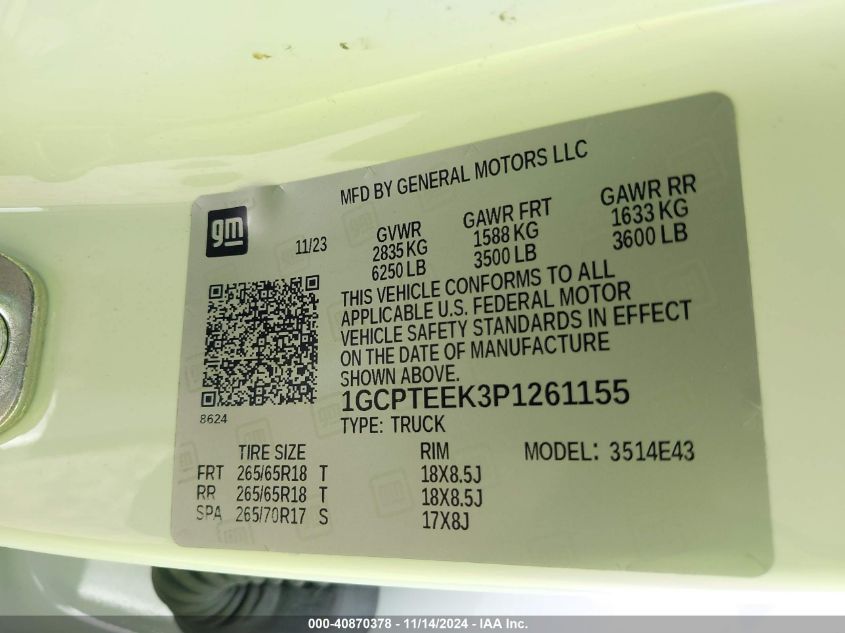 MFD BY GENERAL MOTORS LLC
gm
11/23
GVWR GAWR FRT GAWR RR
2835 KG 1588 KG 1633 KG
6250 LB 3500 LB 3600 LB
THIS VEHICLE CONFORMS TO ALL
APPLICABLE U.S. FEDERAL MOTOR
VEHICLE SAFETY STANDARDS IN EFFECT
ON THE DATE OF MANUFACTURE
SHOWN ABOVE.
8624
1GCPTEEK3P1261155
TYPE: TRUCK
TIRE SIZE RIM MODEL: 3514E43
FRT 265/65R18 T 18X8.5J
RR 265/65R18 T 18X8.5J
SPA 265/70R17 S 17X8J
000-40870378 - 11/14/2024 - IAA Inc.